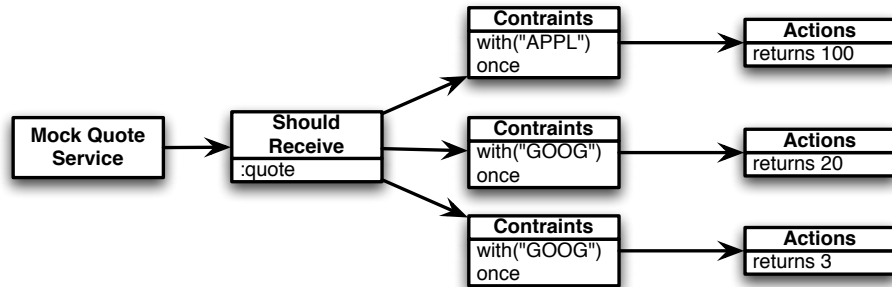 Mock Quote
Service
Should
Receive
:quote
Contraints
with("APPL")
once
Actions
returns 100
Contraints
with("GOOG")
once
Actions
returns 20
Contraints
with("GOOG")
once
Actions
returns 3